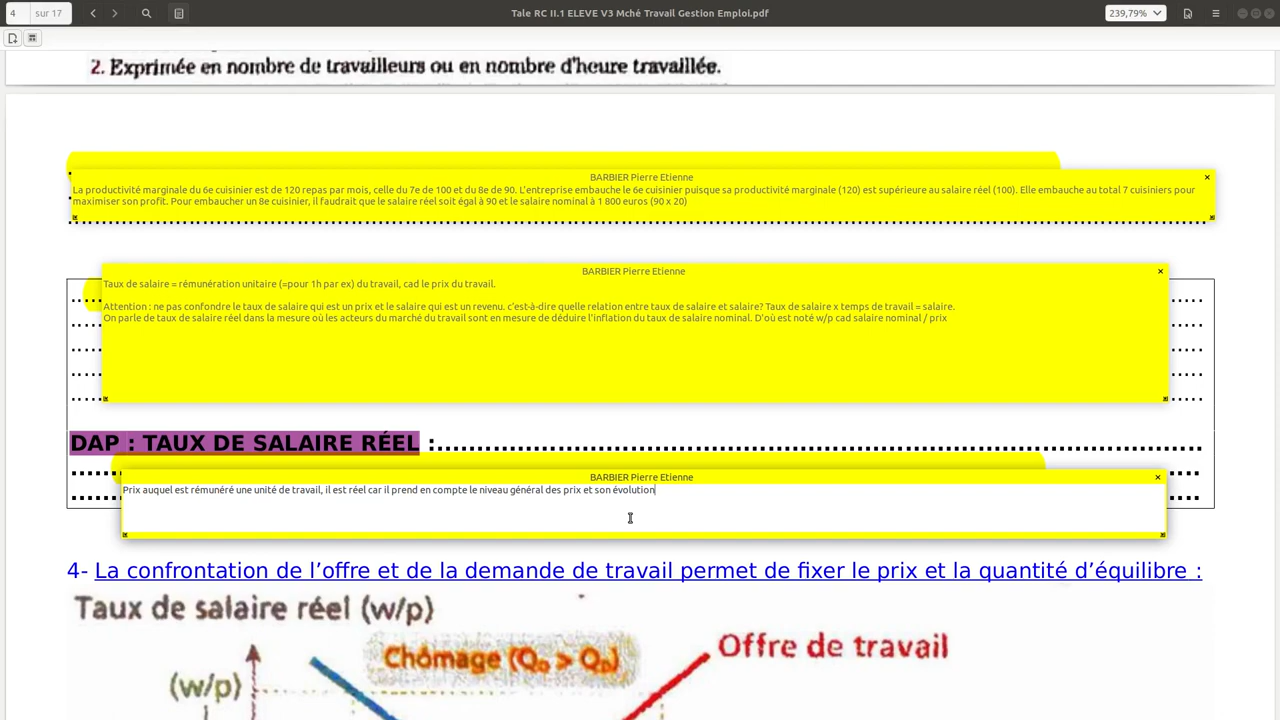 4
sur 17
Tale RC II.1 ELEVE V3 Mché Travail Gestion Emploi.pdf
239,79%
2. Exprimée en nombre de travailleurs ou en nombre d'heure travaillée.
BARBIER Pierre Etienne
La productivité marginale du 6e cuisinier est de 120 repas par mois, celle du 7e de 100 et du 8e de 90. L'entreprise embauche le 6e cuisinier puisque sa productivité marginale (120) est supérieure au salaire réel (100). Elle embauche au total 7 cuisiniers pour
maximiser son profit. Pour embaucher un 8e cuisinier, il faudrait que le salaire réel soit égal à 90 et le salaire nominal à 1 800 euros (90 x 20)
BARBIER Pierre Etienne
Taux de salaire = rémunération unitaire (=pour 1h par ex) du travail, cad le prix du travail.
Attention : ne pas confondre le taux de salaire qui est un prix et le salaire qui est un revenu. c'est-à-dire quelle relation entre taux de salaire et salaire? Taux de salaire x temps de travail = salaire.
On parle de taux de salaire réel dans la mesure où les acteurs du marché du travail sont en mesure de déduire l'inflation du taux de salaire nominal. D'où est noté w/p cad salaire nominal / prix
DAP : TAUX DE SALAIRE RÉEL :
BARBIER Pierre Etienne
Prix auquel est rémunéré une unité de travail, il est réel car il prend en compte le niveau général des prix et son évolution
4- La confrontation de l'offre et de la demande de travail permet de fixer le prix et la quantité d'équilibre :
Taux de salaire réel (w/p)
Chômage (Qo > QD)
Offre de travail
(w/p)